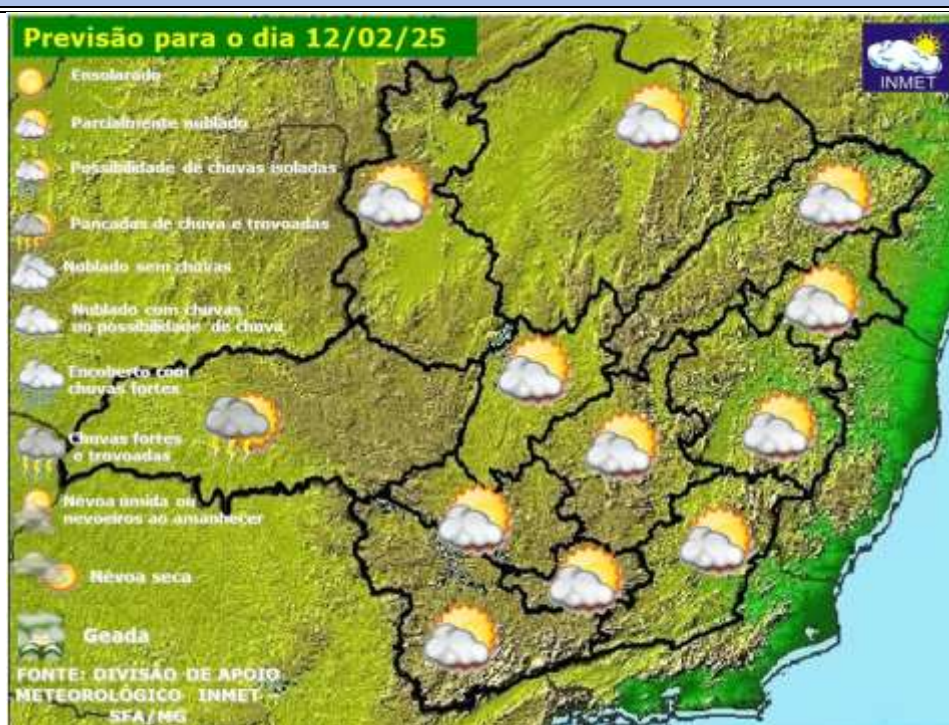 Previsão para o dia 12/02/25
INMET
Ensolarado
Parcialmente nublado
Possibilidade de chuvas isoladas
Pancadas de chuva e trovoadas
Nublado sem chuvas
Nublado com chuvas
ou possibilidade de chuva
Encoberto com
chuvas fortes
Chuvas fortes
e trovoadas
Névoa úmida ou
nevoeiros ao amanhecer
Névoa seca
Geada
FONTE: DIVISÃO DE APOIO
METEOROLÓGICO INMET -
SFA/MG